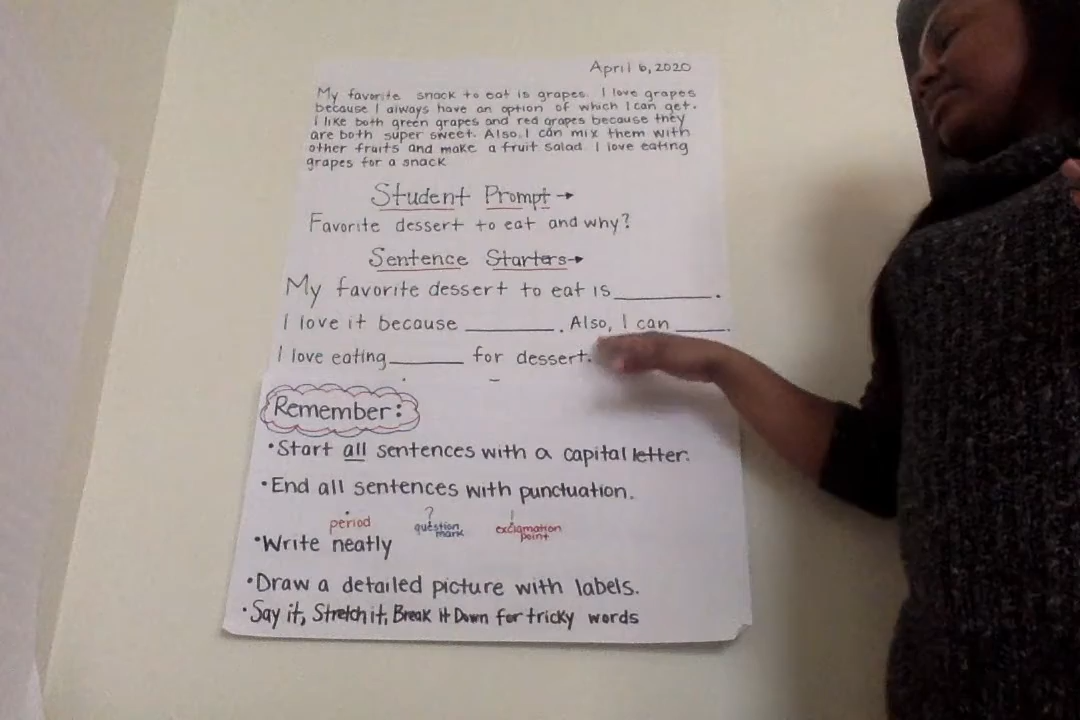 April 6, 2020
My favorite snack to eat is grapes. I love grapes
because I always have an option of which I can get.
I like both green grapes and red grapes because they
are both super sweet. Also, I can mix them with
other fruits and make a fruit salad. I love eating
grapes for a snack
Student Prompt→
Favorite dessert to eat and why?
Sentence Starters→
My favorite dessert to eat is________.
I love it because ________. Also, I can ____.
I love eating______ for dessert.
Remember:
•Start all sentences with a capital letter.
•End all sentences with punctuation.
. ? !
period question mark exclamation point
•Write neatly
•Draw a detailed picture with labels.
•Say it, Stretch it, Break It Down for tricky words